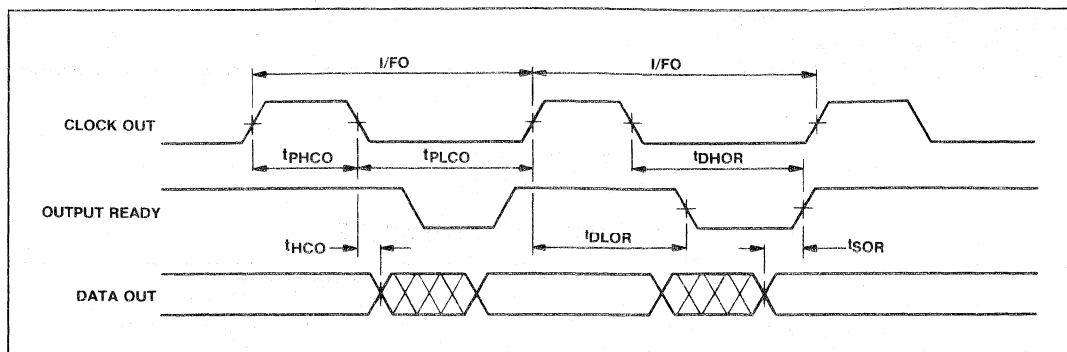 I/FO I/FO
CLOCK OUT
tPHCO tPLCO tDHOR
OUTPUT READY
tHCO tDLOR tSOR
DATA OUT